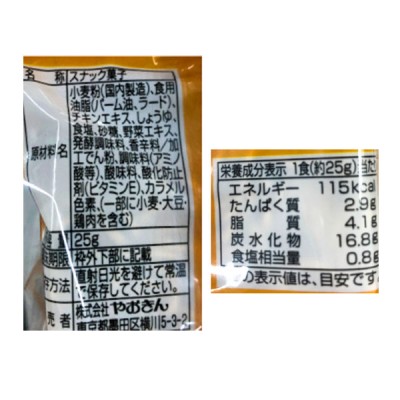 名 称 スナック菓子
原材料名 小麦粉(国内製造)、食用
油脂(パーム油、ラード)、
チキンエキス、しょうゆ、
食塩、砂糖、野菜エキス、
発酵調味料、香辛料/加
工でん粉、調味料(アミノ
酸等)、酸味料、酸化防止
剤(ビタミンE)、カラメル
色素、(一部に小麦・大豆・
鶏肉を含む)
25g
期限 枠外下部に記載
存方法 直射日光を避けて常温
で保存してください。
売者 株式会社 やおきん
東京都墨田区横川5-3-2
栄養成分表示 1食(約25g)当た
エネルギー 115kcal
たんぱく質 2.9g
脂質 4.1g
炭水化物 16.8g
食塩相当量 0.8g
の表示値は、目安です